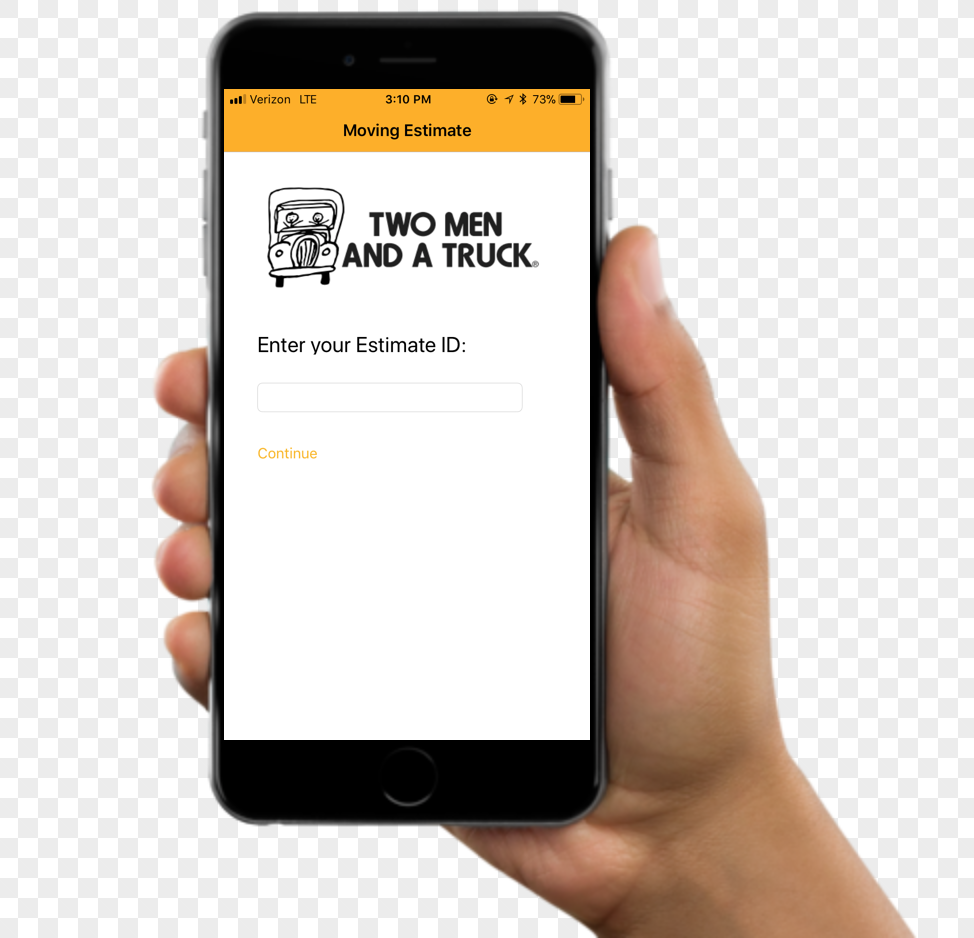 Verizon LTE 3:10 PM 73%
Moving Estimate
TWO MEN
AND A TRUCK®
Enter your Estimate ID:
Continue